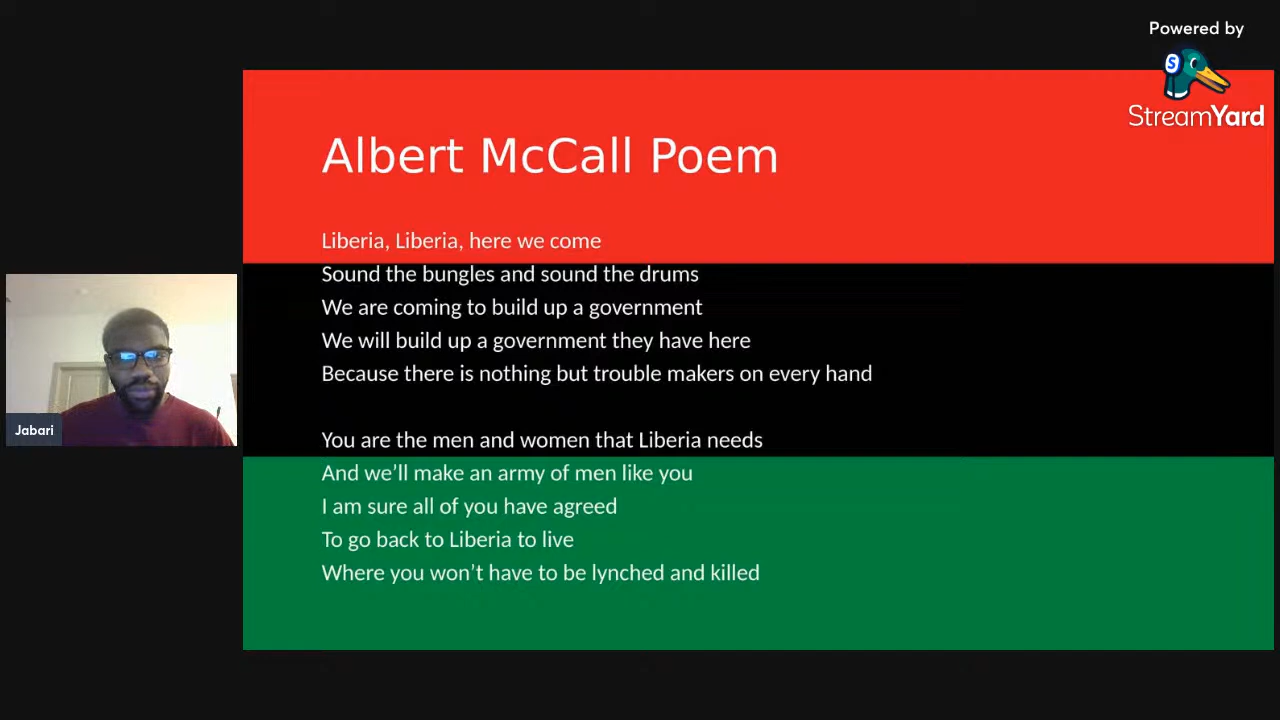 Powered by
S
StreamYard
Albert McCall Poem
Liberia, Liberia, here we come
Sound the bungles and sound the drums
We are coming to build up a government
We will build up a government they have here
Because there is nothing but trouble makers on every hand
You are the men and women that Liberia needs
And we’ll make an army of men like you
I am sure all of you have agreed
To go back to Liberia to live
Where you won’t have to be lynched and killed
Jabari